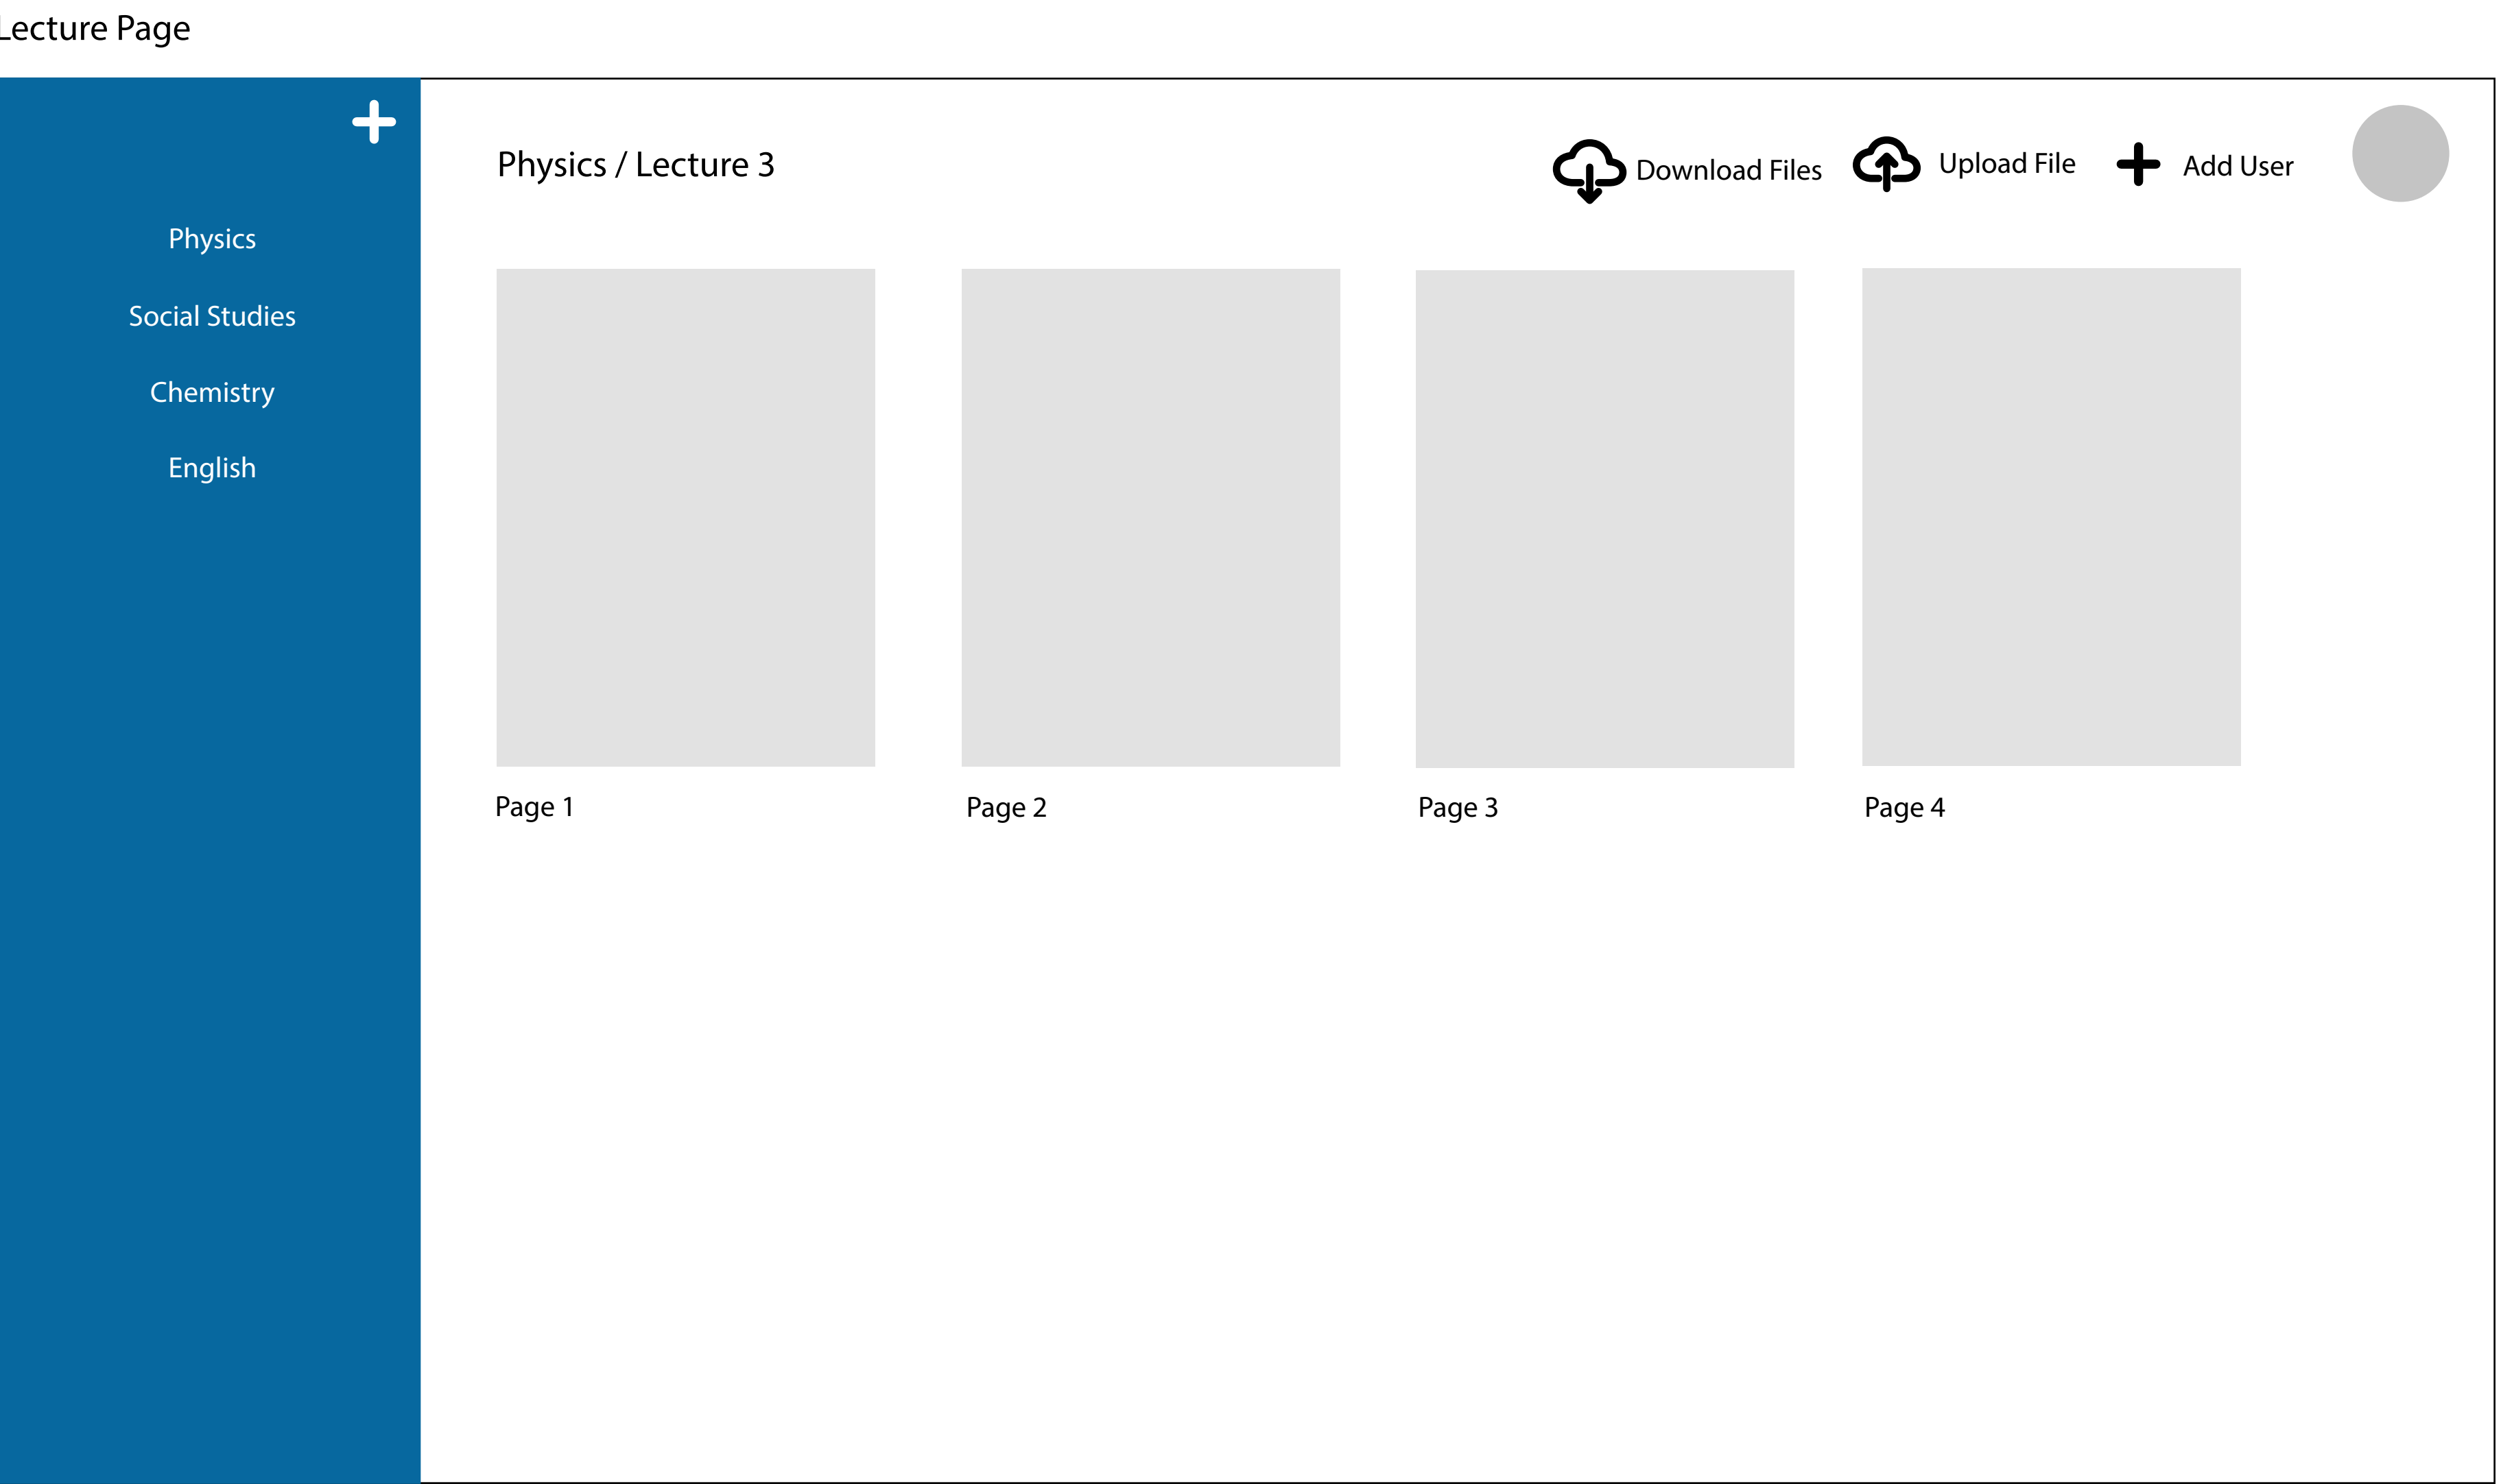 Lecture Page
Physics / Lecture 3
Download Files
Upload File
Add User
Physics
Social Studies
Chemistry
English
Page 1
Page 2
Page 3
Page 4